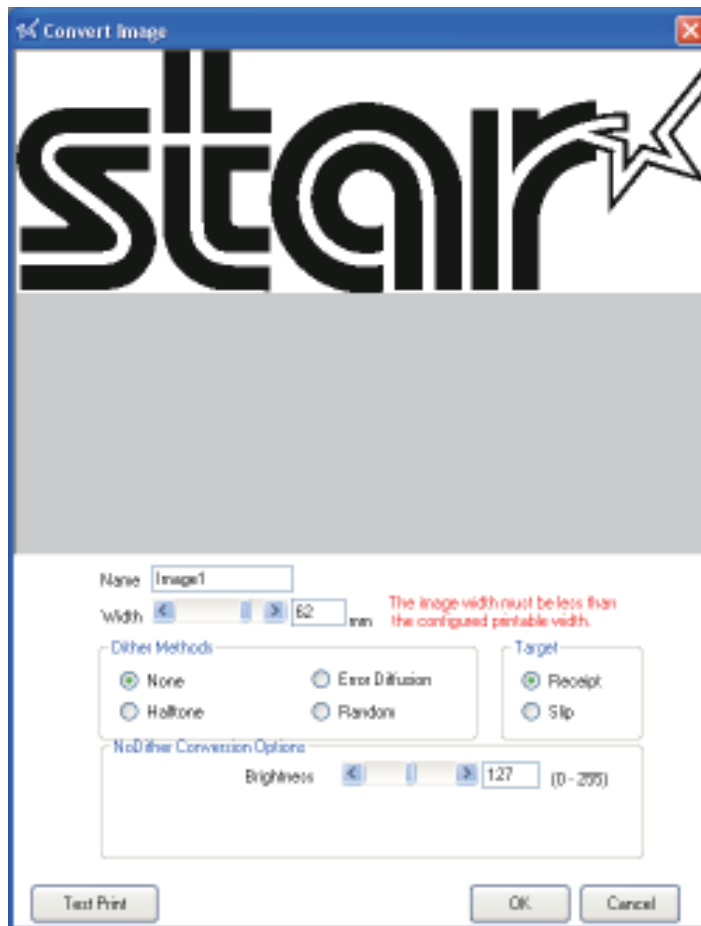 Convert Image
star
Name Image1
Width 62 mm The image width must be less than
the configured printable width.
Dither Methods Target
None Error Diffusion Receipt
Halftone Random Slip
NoDither Conversion Options
Brightness 127 (0 - 255)
Test Print OK Cancel